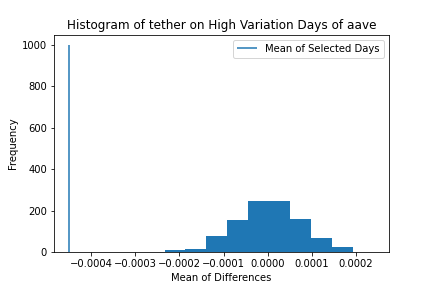 Histogram of tether on High Variation Days of aave
1000
Mean of Selected Days
800
600
400
200
0
Frequency
−0.0004 −0.0003 −0.0002 −0.0001 0.0000 0.0001 0.0002
Mean of Differences